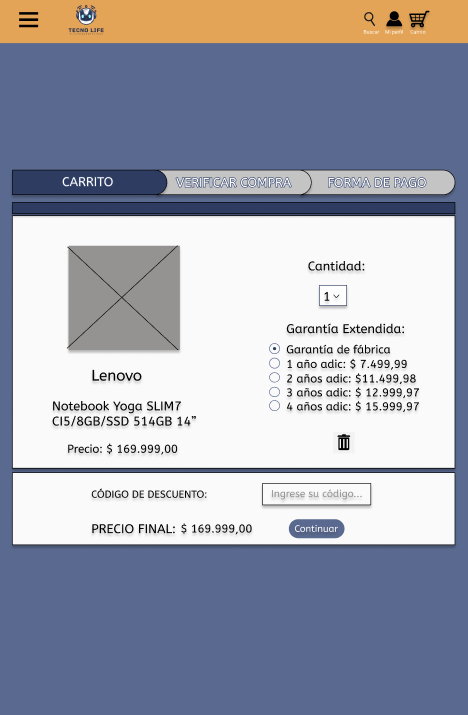 TECNO LIFE
Buscar
Mi perfil
Carrito
CARRITO
VERIFICAR COMPRA
FORMA DE PAGO
Lenovo
Notebook Yoga SLIM7
CI5/8GB/SSD 514GB 14”
Precio: $ 169.999,00
Cantidad:
1
Garantía Extendida:
Garantía de fábrica
1 año adic: $ 7.499,99
2 años adic: $11.499,98
3 años adic: $ 12.999,97
4 años adic: $ 15.999,97
CÓDIGO DE DESCUENTO:
Ingrese su código...
PRECIO FINAL: $ 169.999,00
Continuar